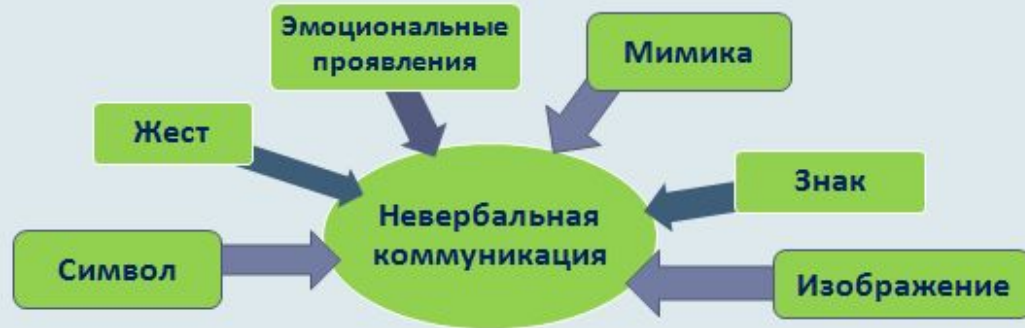 Эмоциональные
проявления
Мимика
Жест
Знак
Невербальная
коммуникация
Символ
Изображение